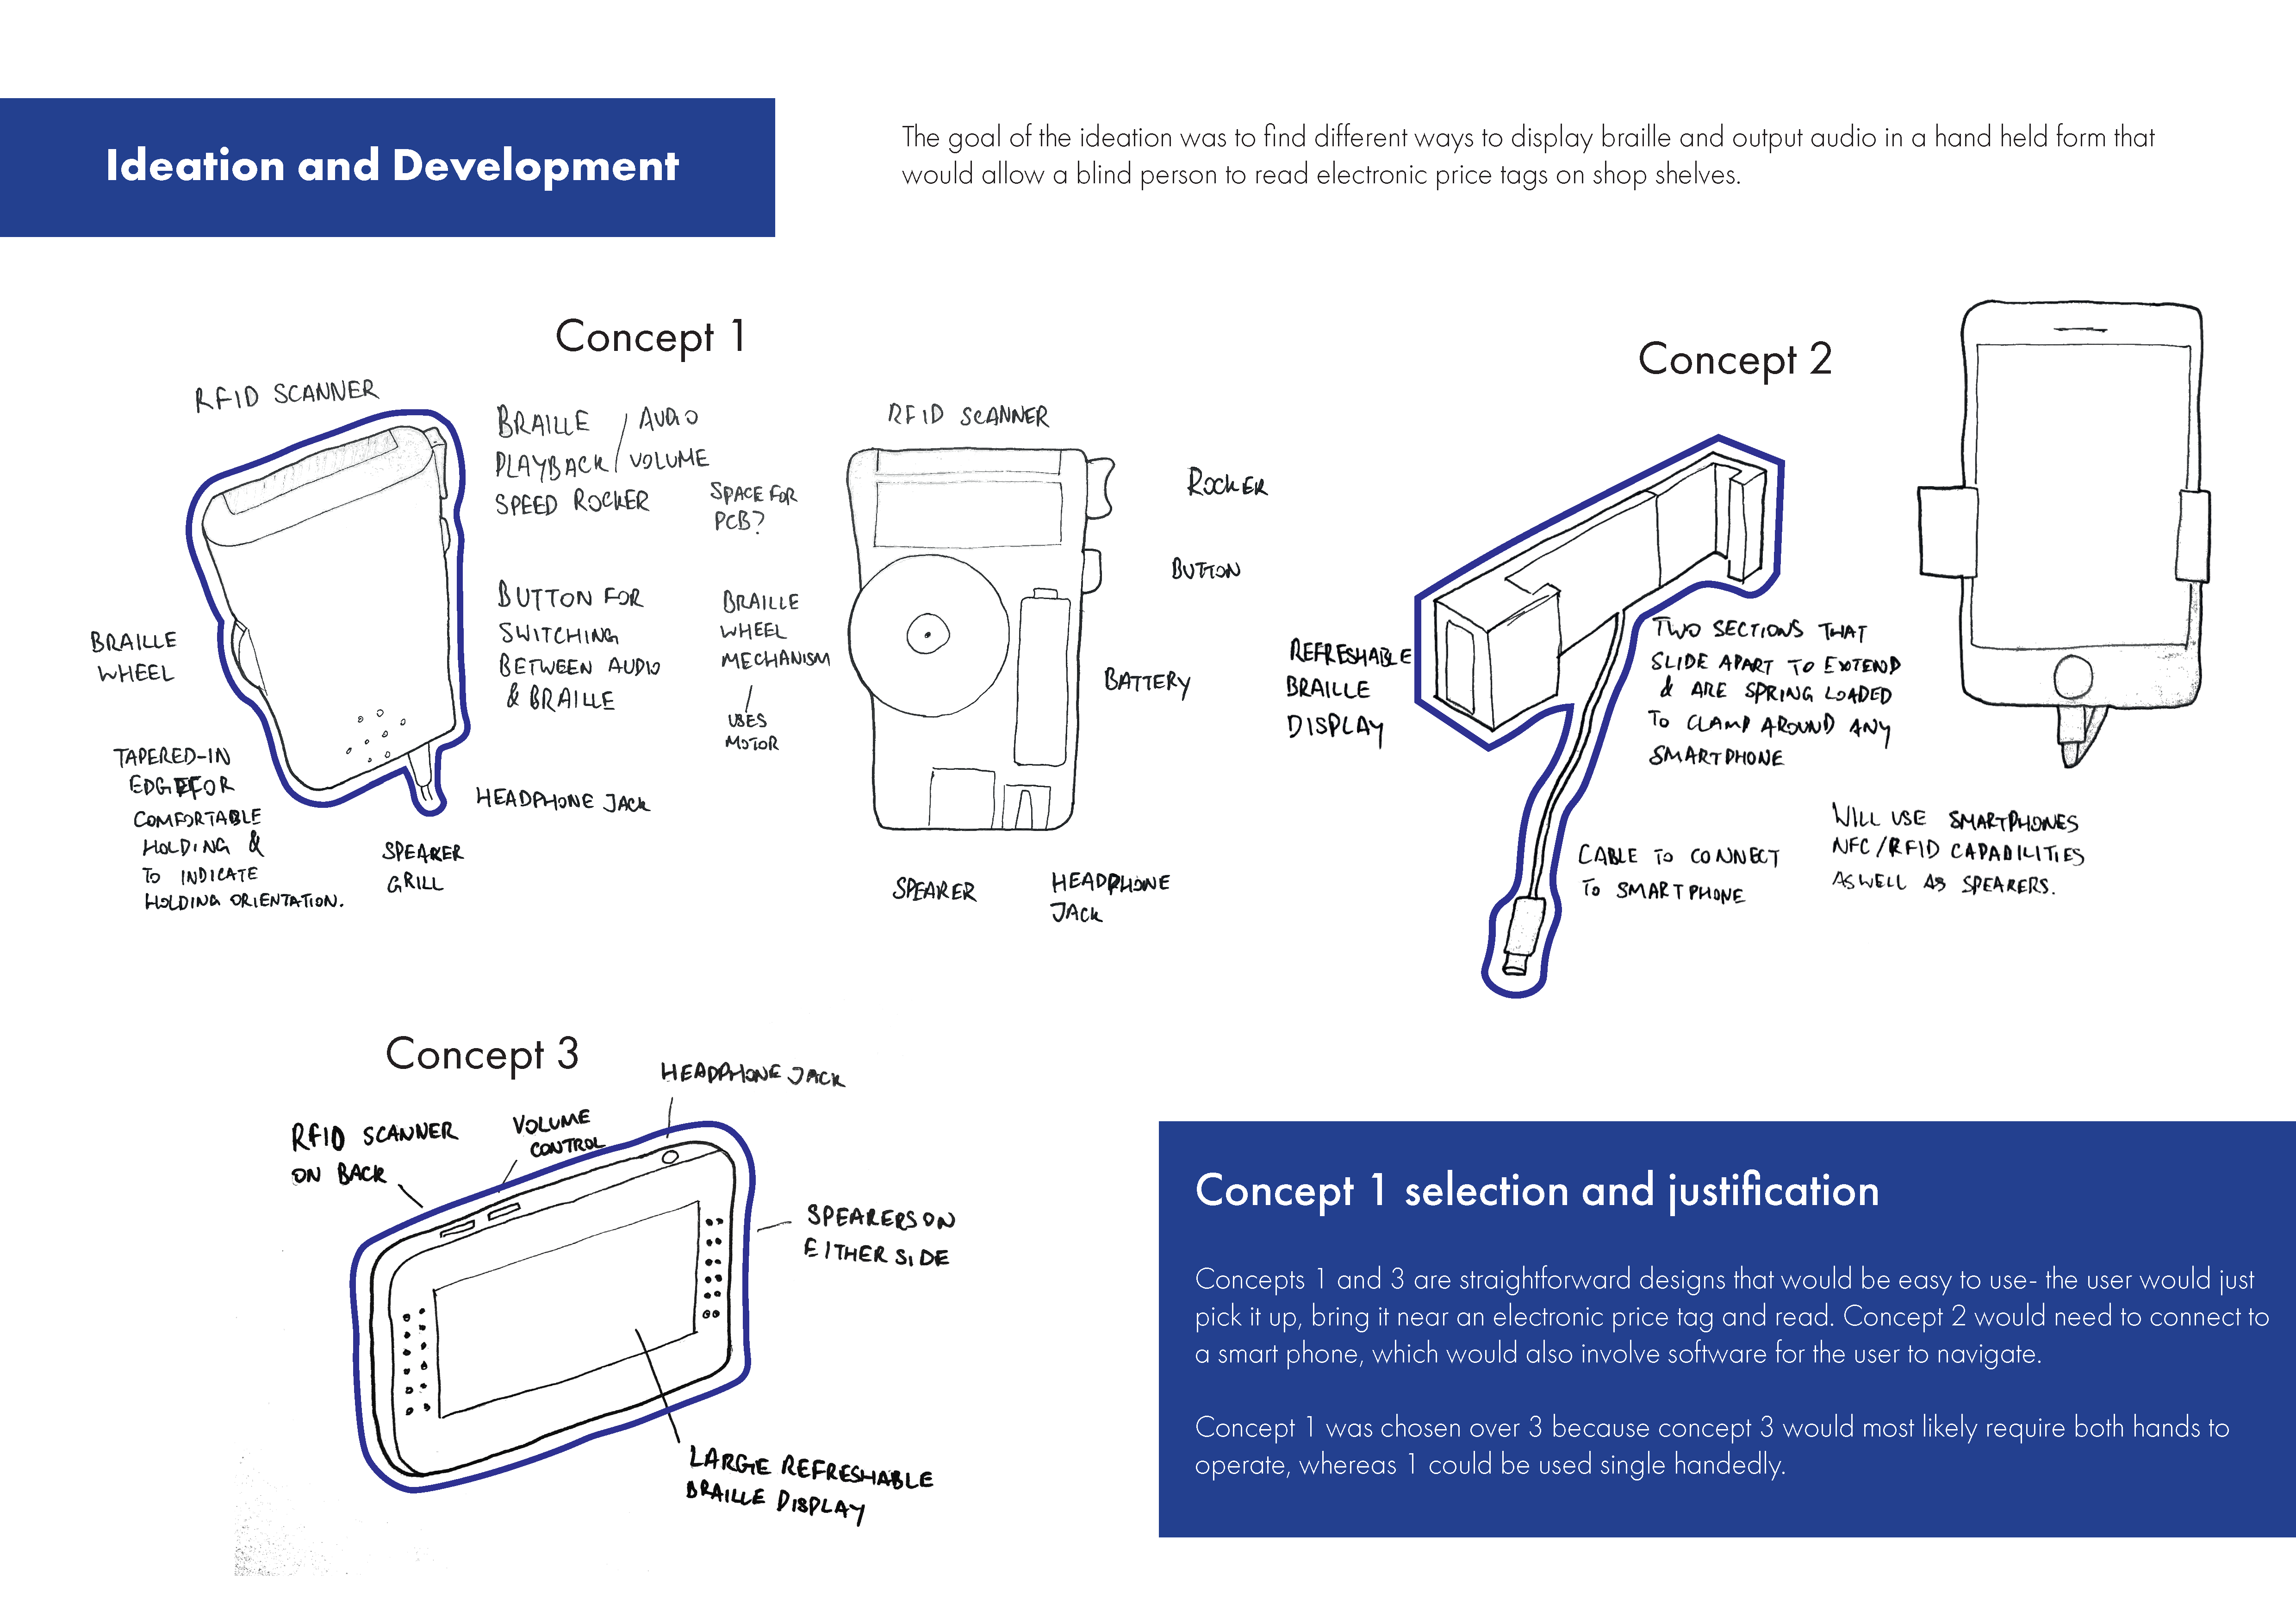 Ideation and Development
The goal of the ideation was to find different ways to display braille and output audio in a hand held form that
would allow a blind person to read electronic price tags on shop shelves.
Concept 1
RFID SCANNER
BRAILLE / AUDIO
PLAYBACK / VOLUME
SPEED ROCKER
BUTTON FOR
SWITCHING
BETWEEN AUDIO
& BRAILLE
BRAILLE
WHEEL
TAPERED-IN
EDGE FOR
COMFORTABLE
HOLDING &
TO INDICATE
HOLDING ORIENTATION.
SPEAKER
GRILL
HEADPHONE JACK
RFID SCANNER
SPACE FOR
PCB?
ROCKER
BUTTON
BRAILLE
WHEEL
MECHANISM
USES
MOTOR
BATTERY
SPEAKER
HEADPHONE
JACK
Concept 2
REFRESHABLE
BRAILLE
DISPLAY
TWO SECTIONS THAT
SLIDE APART TO EXTEND
& ARE SPRING LOADED
TO CLAMP AROUND ANY
SMARTPHONE
CABLE TO CONNECT
TO SMARTPHONE
WILL USE SMARTPHONES
NFC/RFID CAPABILITIES
ASWELL AS SPEAKERS.
Concept 3
HEADPHONE JACK
VOLUME
CONTROL
RFID SCANNER
ON BACK
SPEAKERS ON
EITHER SIDE
LARGE REFRESHABLE
BRAILLE DISPLAY
Concept 1 selection and justification
Concepts 1 and 3 are straightforward designs that would be easy to use- the user would just
pick it up, bring it near an electronic price tag and read. Concept 2 would need to connect to
a smart phone, which would also involve software for the user to navigate.
Concept 1 was chosen over 3 because concept 3 would most likely require both hands to
operate, whereas 1 could be used single handedly.